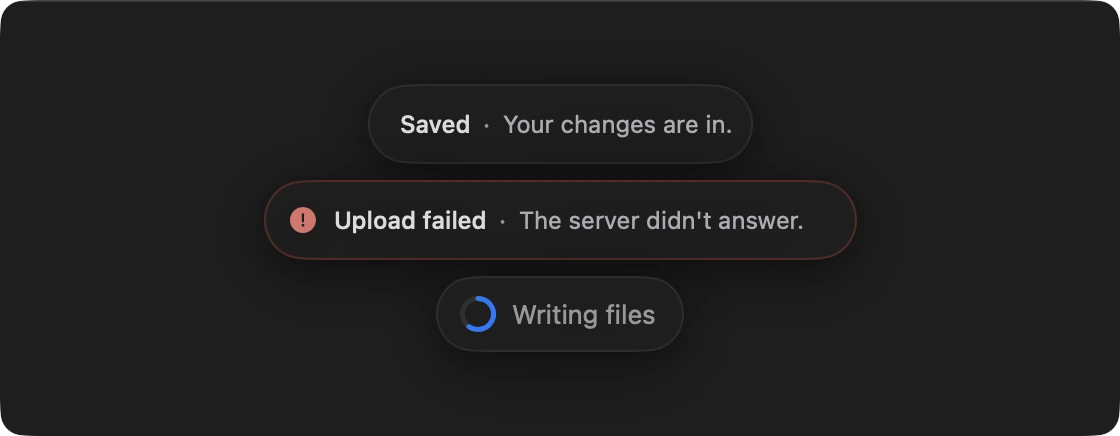 Saved · Your changes are in.
Upload failed · The server didn't answer.
Writing files